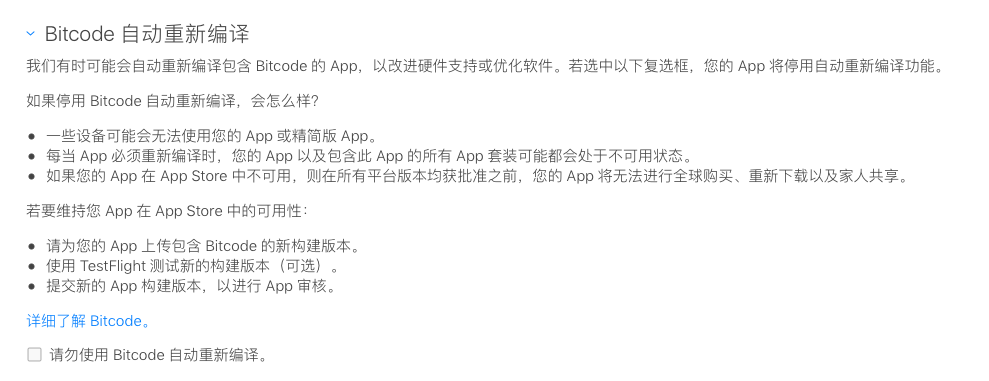 Bitcode 自动重新编译
我们有时可能会自动重新编译包含 Bitcode 的 App，以改进硬件支持或优化软件。若选中以下复选框，您的 App 将停用自动重新编译功能。
如果停用 Bitcode 自动重新编译，会怎么样？
• 一些设备可能会无法使用您的 App 或精简版 App。
• 每当 App 必须重新编译时，您的 App 以及包含此 App 的所有 App 套装可能都会处于不可用状态。
• 如果您的 App 在 App Store 中不可用，则在所有平台版本均获批准之前，您的 App 将无法进行全球购买、重新下载以及家人共享。
若要维持您 App 在 App Store 中的可用性：
• 请为您的 App 上传包含 Bitcode 的新构建版本。
• 使用 TestFlight 测试新的构建版本（可选）。
• 提交新的 App 构建版本，以进行 App 审核。
详细了解 Bitcode。
请勿使用 Bitcode 自动重新编译。